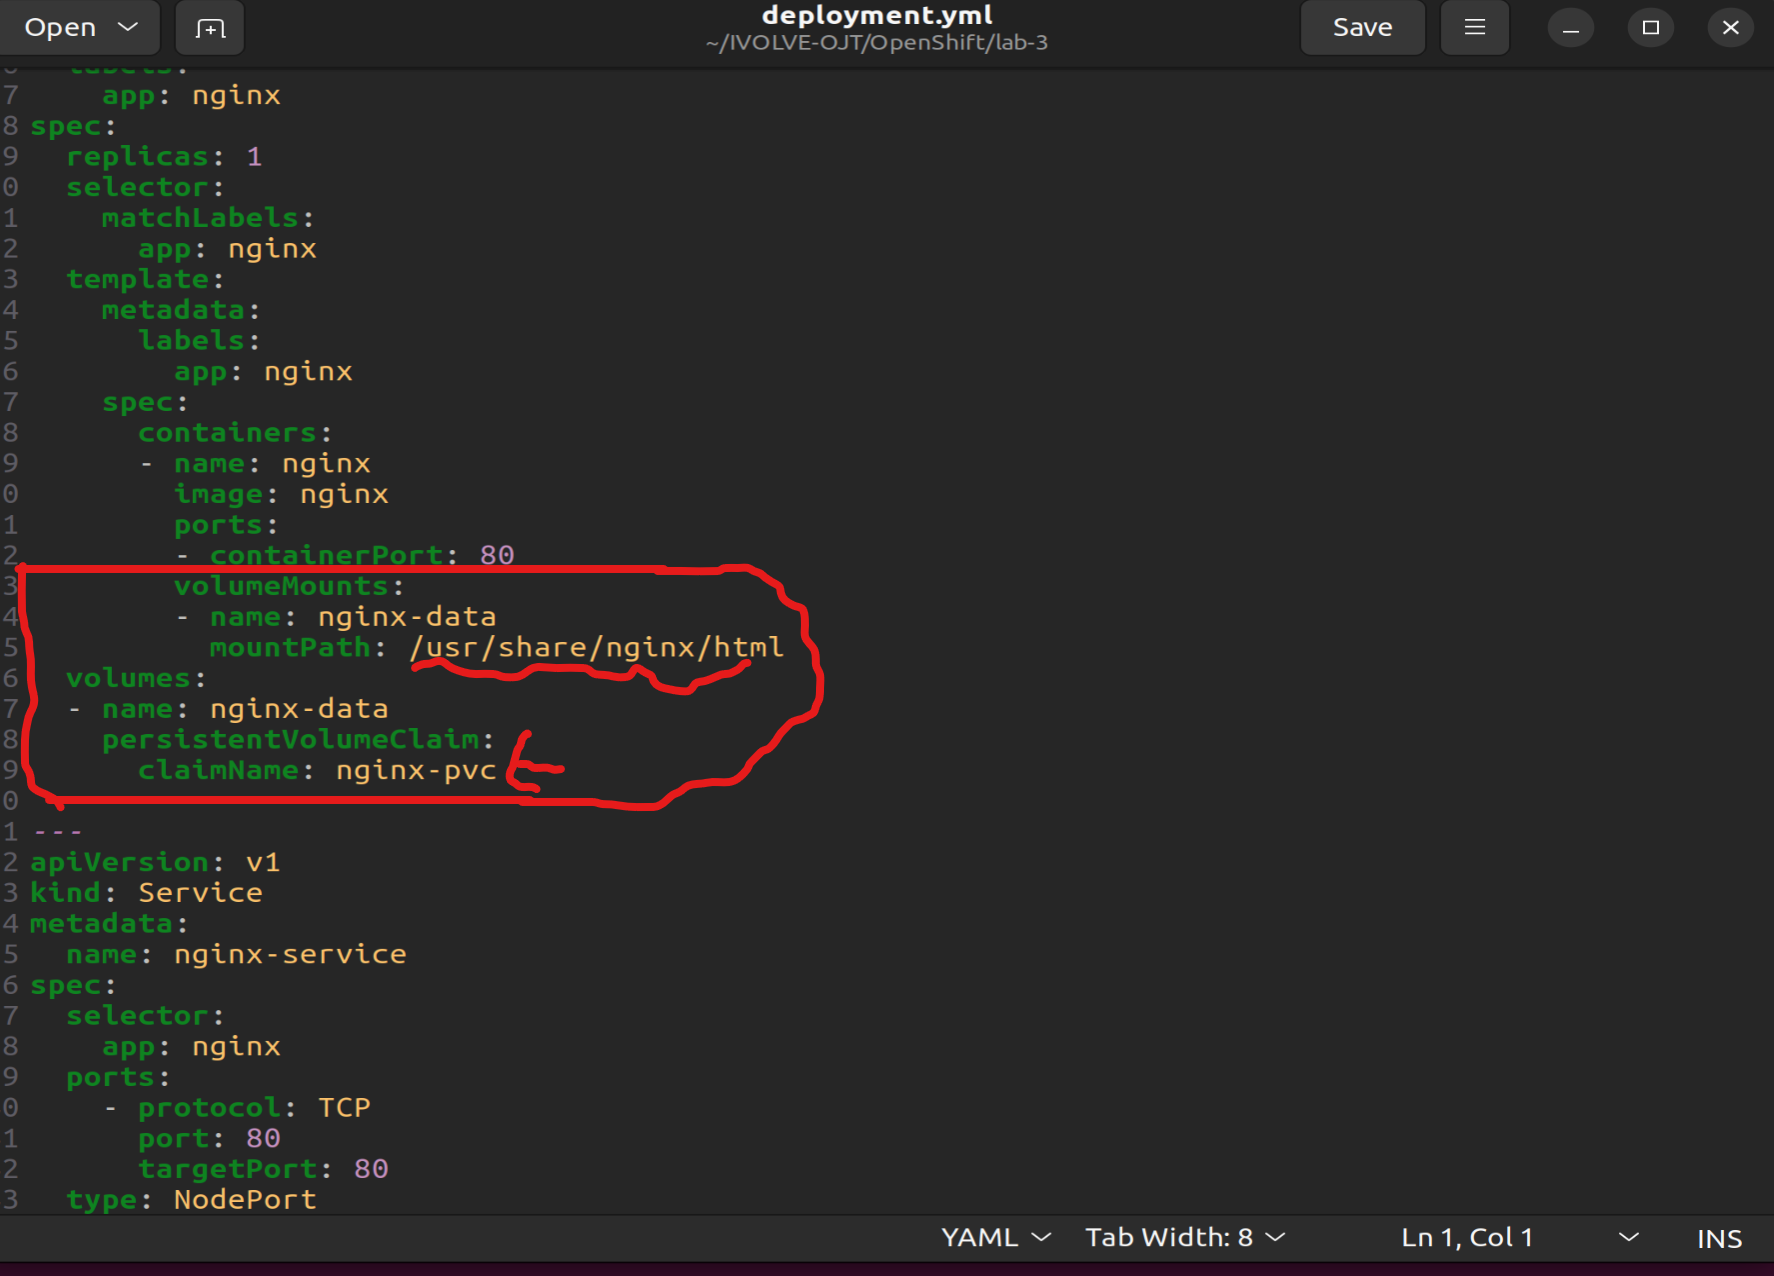 Open
deployment.yml
~/IVOLVE-OJT/OpenShift/lab-3
Save
labels:
7 app: nginx
8 spec:
9 replicas: 1
0 selector:
1 matchLabels:
2 app: nginx
3 template:
4 metadata:
5 labels:
6 app: nginx
7 spec:
8 containers:
9 - name: nginx
0 image: nginx
1 ports:
2 - containerPort: 80
3 volumeMounts:
4 - name: nginx-data
5 mountPath: /usr/share/nginx/html
6 volumes:
7 - name: nginx-data
8 persistentVolumeClaim:
9 claimName: nginx-pvc
0
1 ---
2 apiVersion: v1
3 kind: Service
4 metadata:
5 name: nginx-service
6 spec:
7 selector:
8 app: nginx
9 ports:
0 - protocol: TCP
1 port: 80
2 targetPort: 80
3 type: NodePort
YAML Tab Width: 8 Ln 1, Col 1 INS